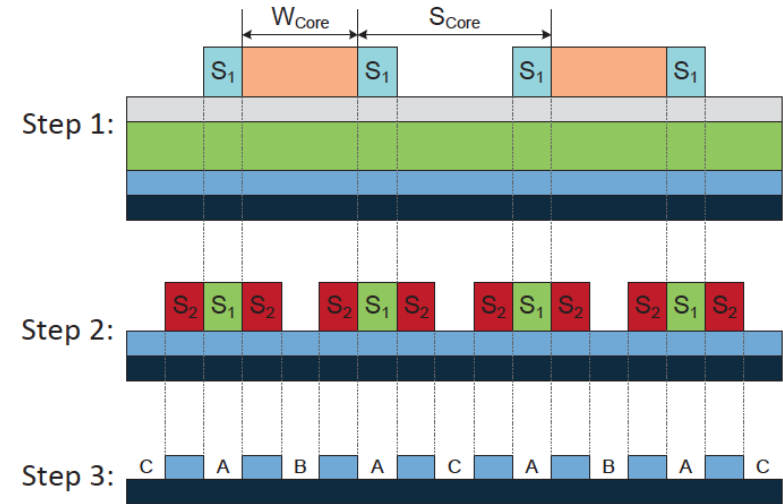 W_Core S_Core
S₁ S₁ S₁ S₁
Step 1:
Step 2: S₂ S₁ S₂ S₂ S₁ S₂ S₂ S₁ S₂ S₂ S₁ S₂
Step 3: C A B A C A B A C